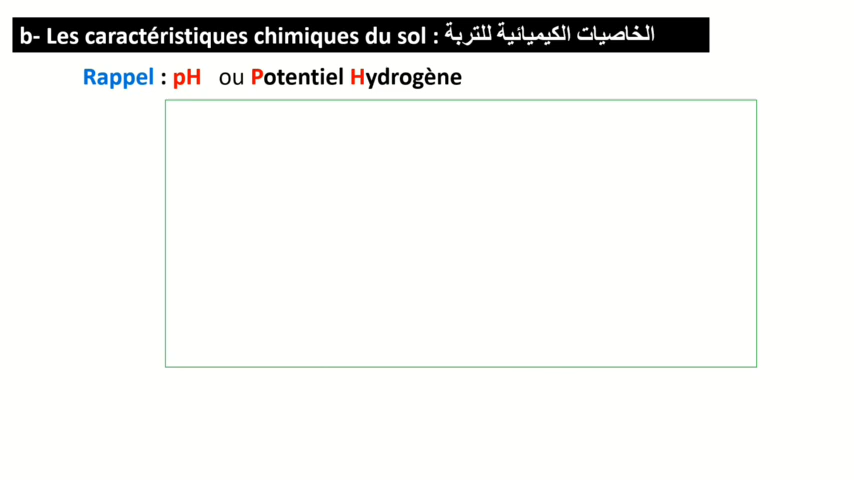 b- Les caractéristiques chimiques du sol : الخاصيات الكيميائية للتربة
Rappel : pH ou Potentiel Hydrogène